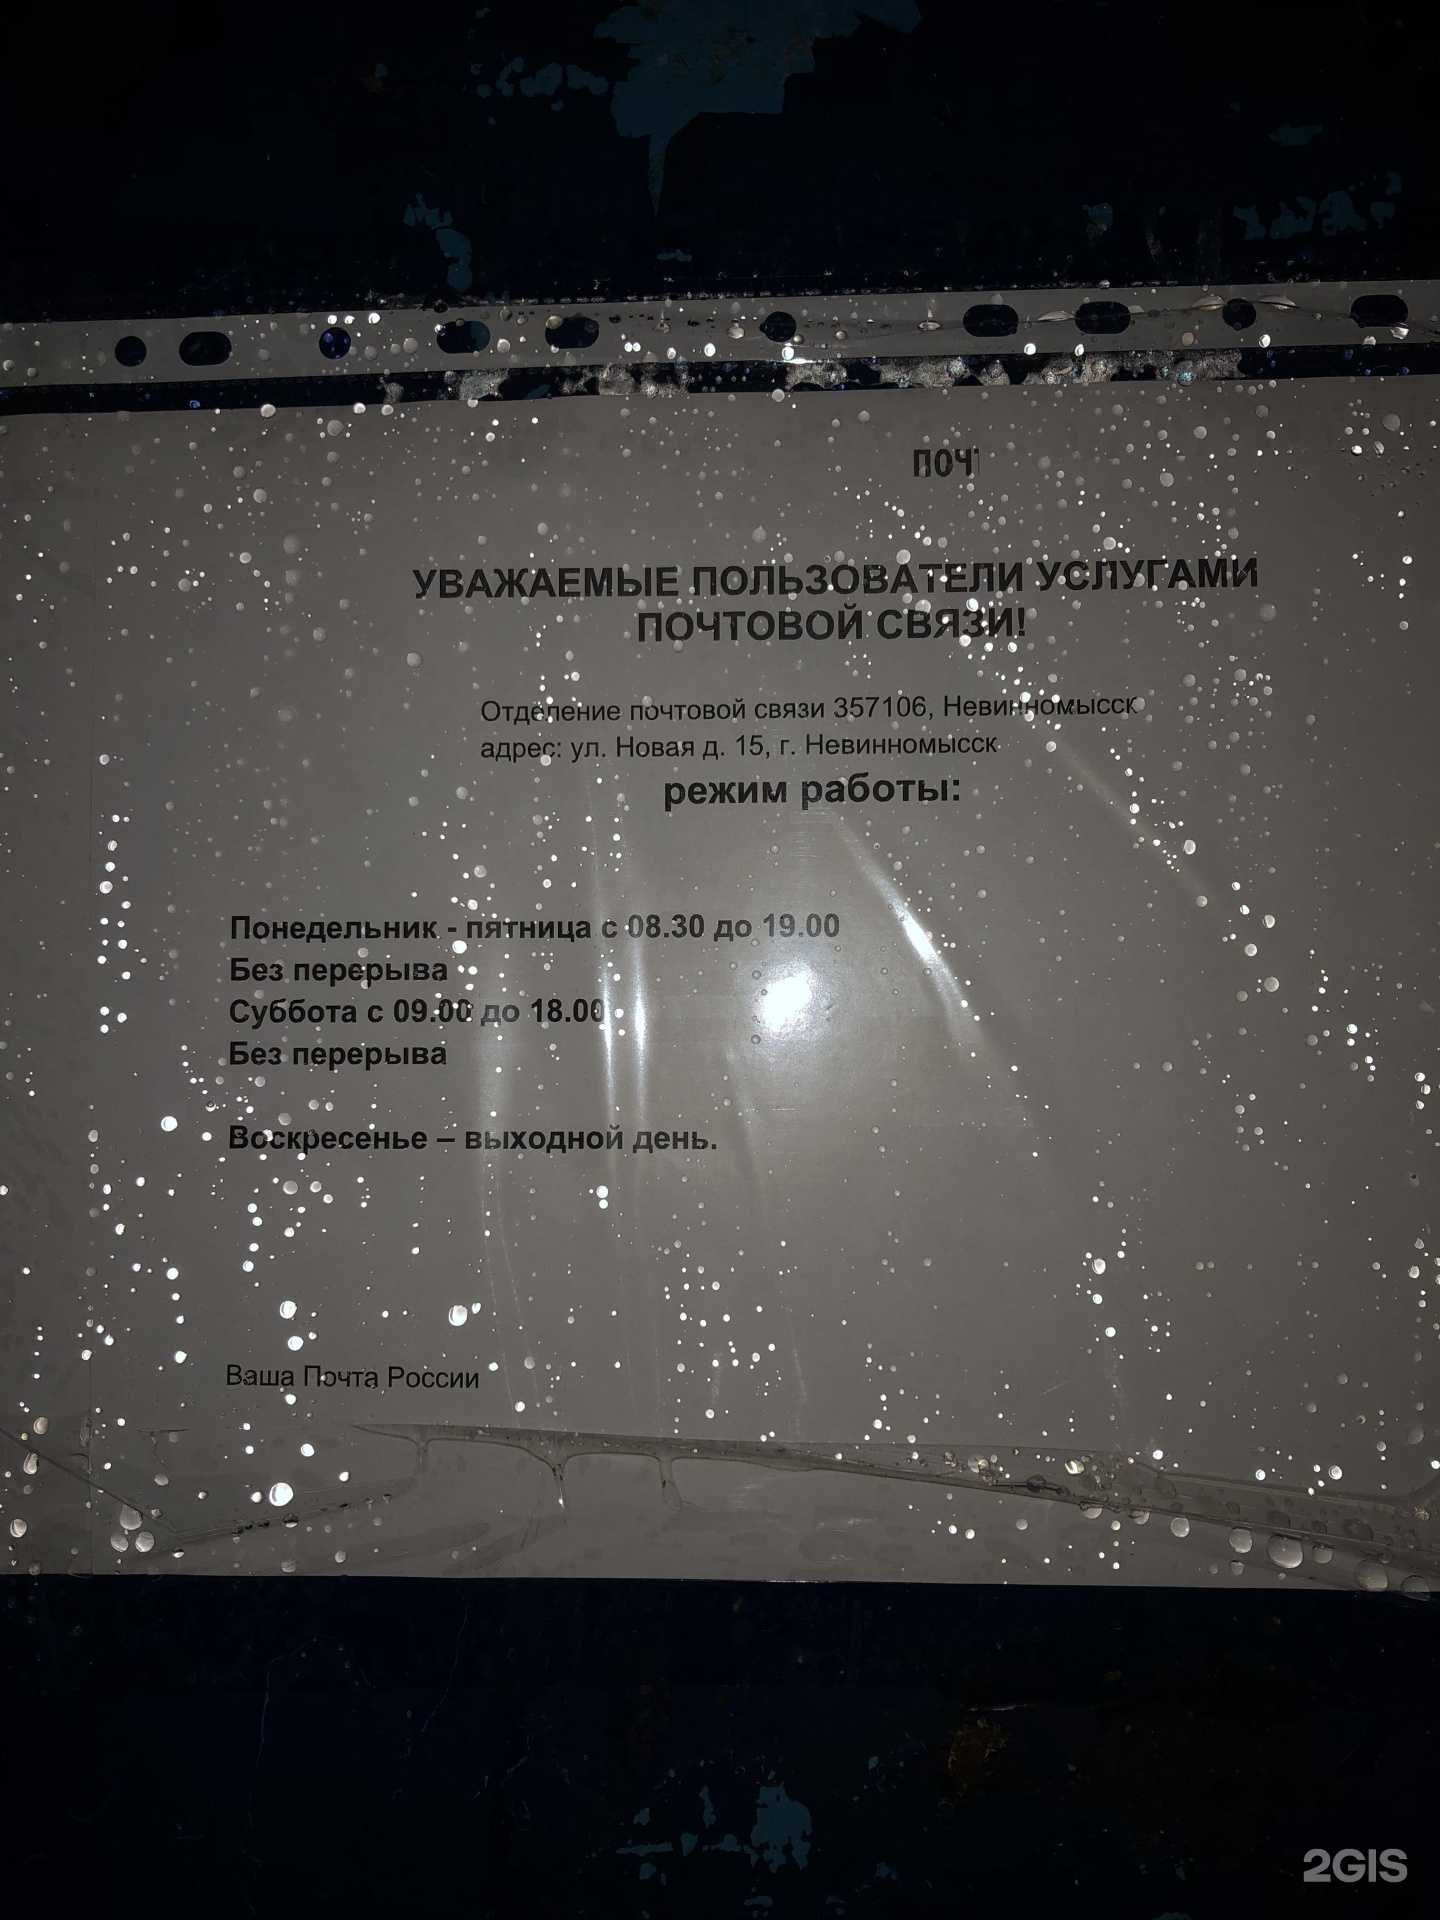 ПОЧТ
УВАЖАЕМЫЕ ПОЛЬЗОВАТЕЛИ УСЛУГАМИ
ПОЧТОВОЙ СВЯЗИ!
Отделение почтовой связи 357106, Невинномысск
адрес: ул. Новая д. 15, г. Невинномысск
режим работы:
Понедельник - пятница с 08.30 до 19.00
Без перерыва
Суббота с 09.00 до 18.00
Без перерыва
Воскресенье – выходной день.
Ваша Почта России
2GIS